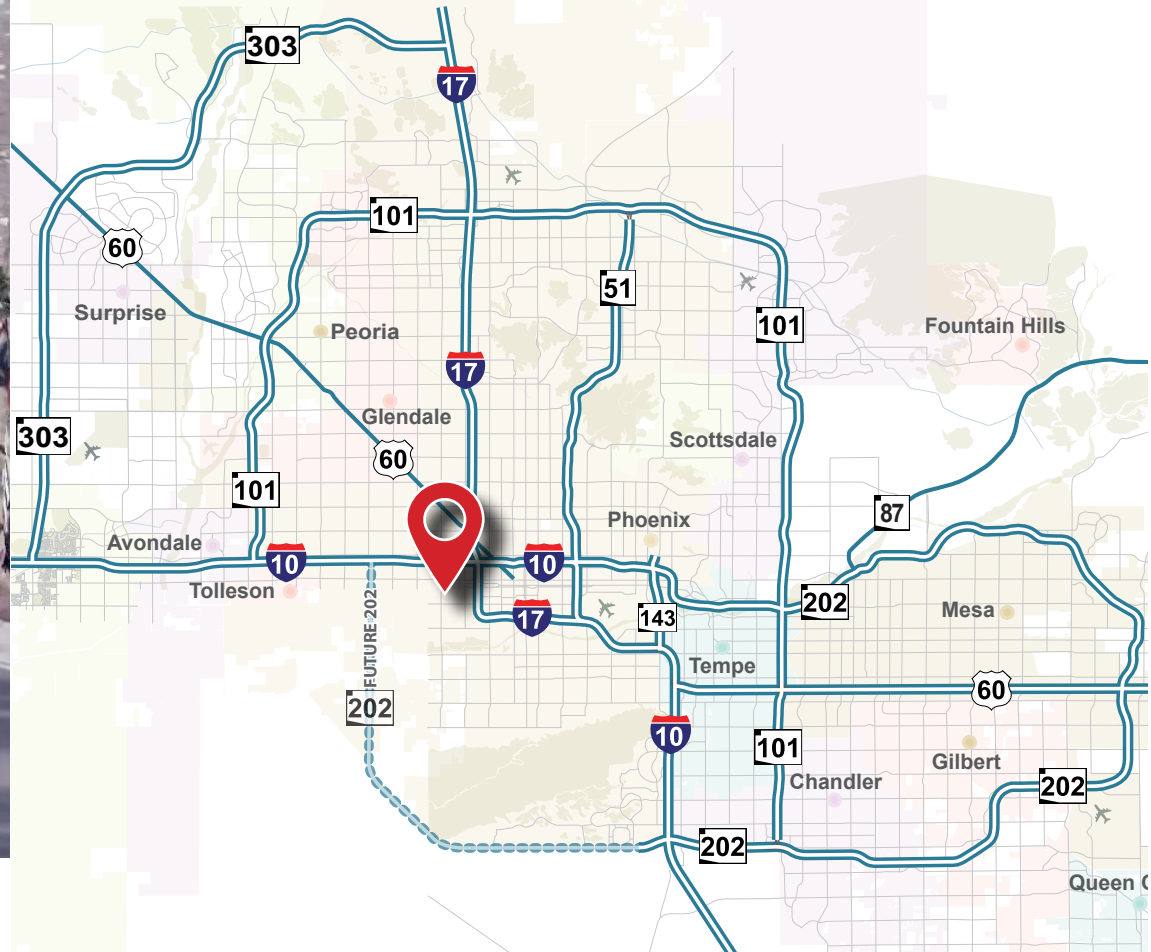 303
17
101
60
51
Surprise
101
Fountain Hills
Peoria
17
Glendale
303
Scottsdale
60
101
87
Phoenix
Avondale
10
10
Tolleson
202
Mesa
17
143
FUTURE 202
Tempe
60
202
10
101
Gilbert
Chandler
202
202
Queen C